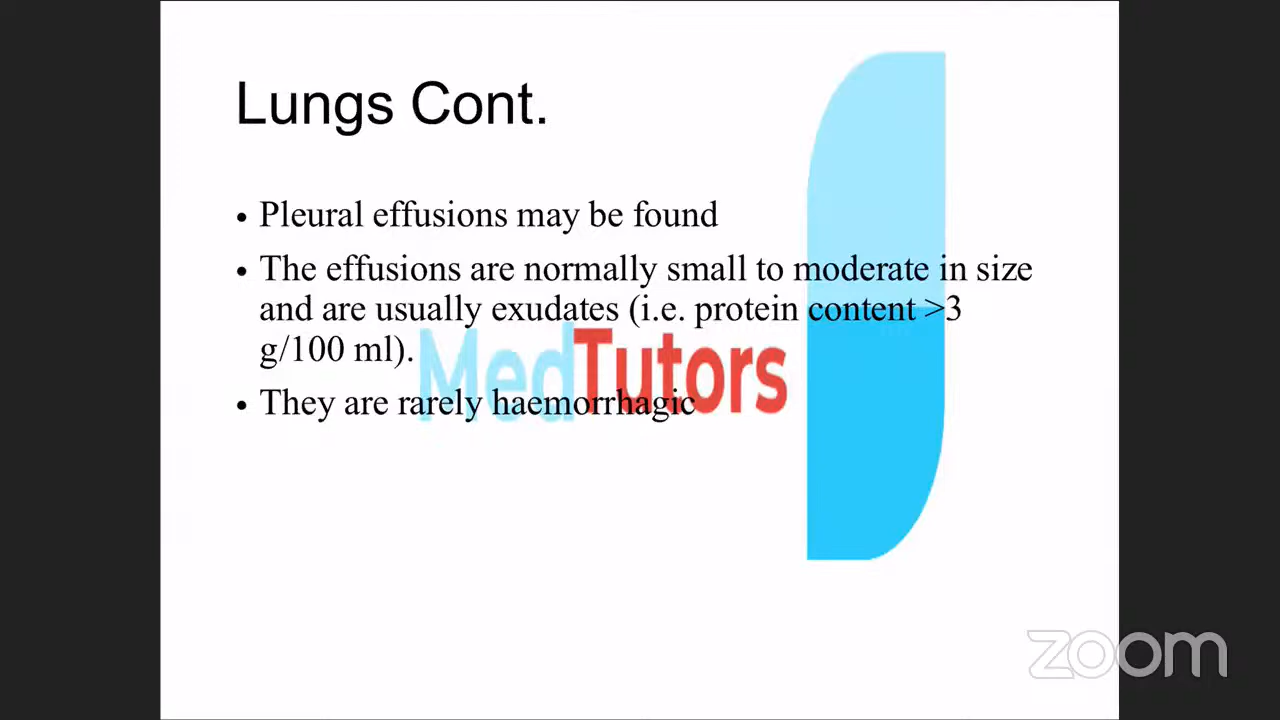 Lungs Cont.
• Pleural effusions may be found
• The effusions are normally small to moderate in size
and are usually exudates (i.e. protein content >3
g/100 ml).
MedTutors
• They are rarely haemorrhagic
zoom